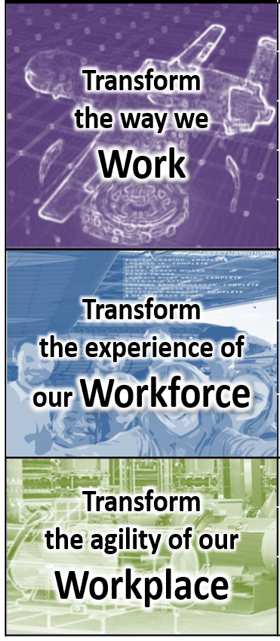 Transform
the way we
Work
Transform
the experience of
our Workforce
Transform
the agility of our
Workplace